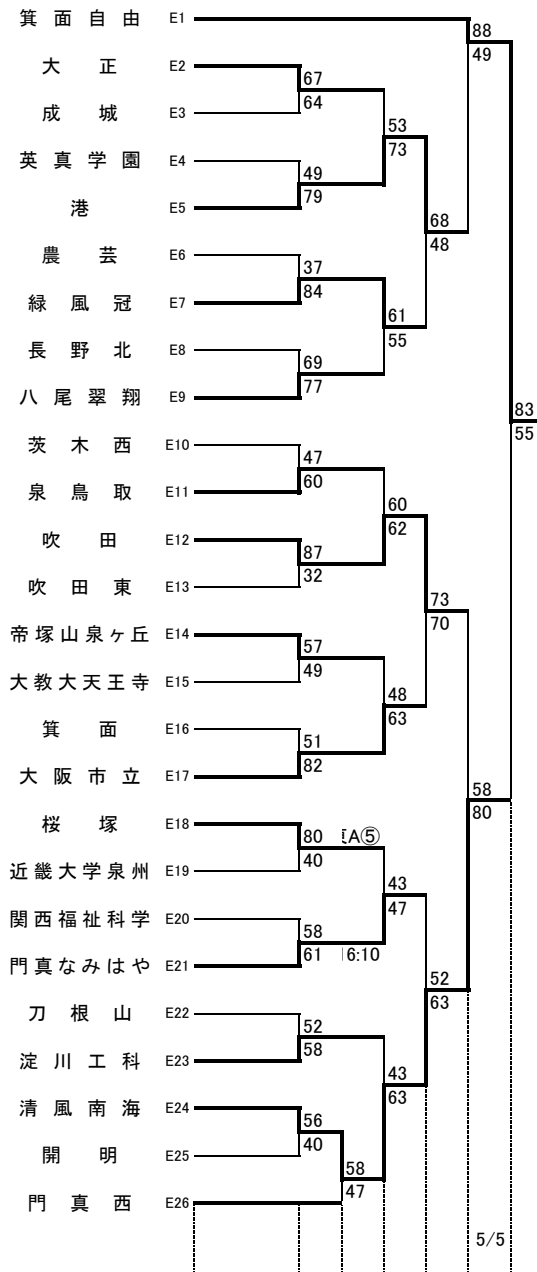 箕面自由 E1
88
49
大正 E2
67
64
成城 E3
53
73
英真学園 E4
49
79
港 E5
68
48
農芸 E6
37
84
緑風冠 E7
61
55
長野北 E8
69
77
八尾翠翔 E9
83
55
茨木西 E10
47
60
泉鳥取 E11
60
62
吹田 E12
87
32
吹田東 E13
73
70
帝塚山泉ヶ丘 E14
57
49
大教大天王寺 E15
48
63
箕面 E16
51
82
大阪市立 E17
58
80
桜塚 E18
80
40
A⑤
近畿大学泉州 E19
43
47
関西福祉科学 E20
58
61
6:10
門真なみはや E21
52
63
刀根山 E22
52
58
淀川工科 E23
43
63
清風南海 E24
56
40
開明 E25
58
47
門真西 E26
5/5